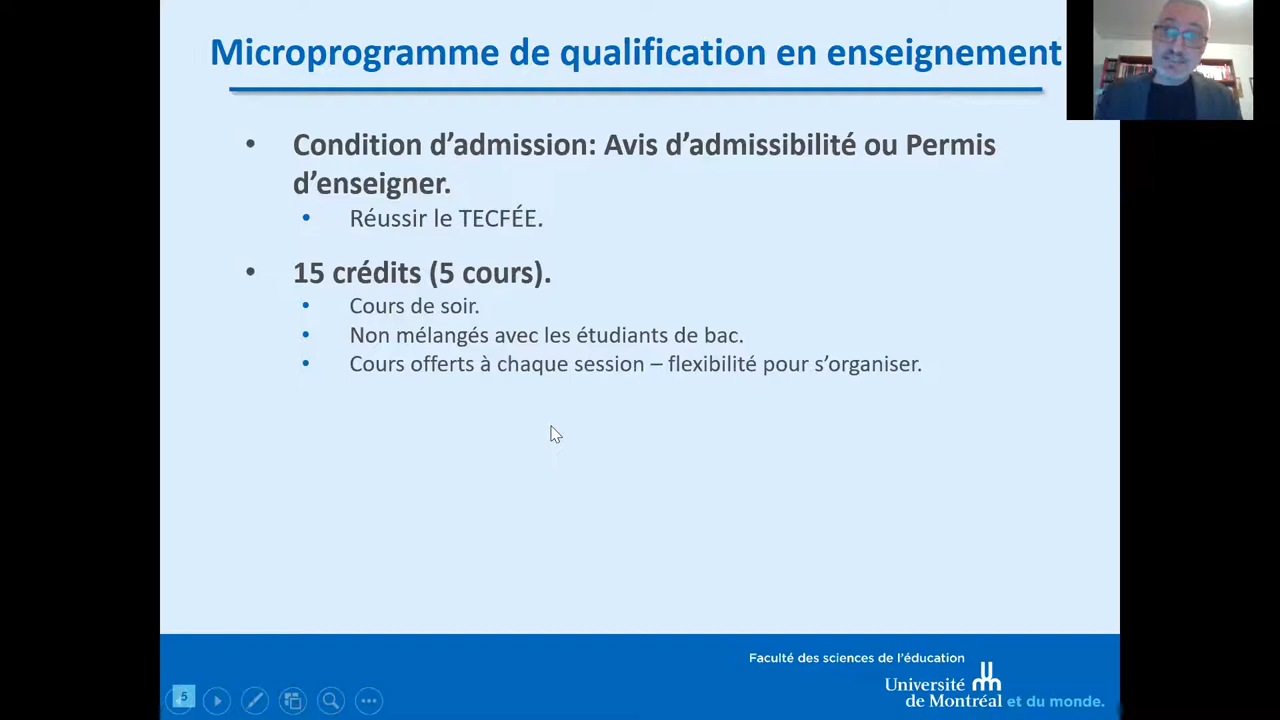 Microprogramme de qualification en enseignement
• Condition d’admission: Avis d’admissibilité ou Permis
d’enseigner.
• Réussir le TECFÉE.
• 15 crédits (5 cours).
• Cours de soir.
• Non mélangés avec les étudiants de bac.
• Cours offerts à chaque session – flexibilité pour s’organiser.
Faculté des sciences de l’éducation
Université
de Montréal et du monde.
5